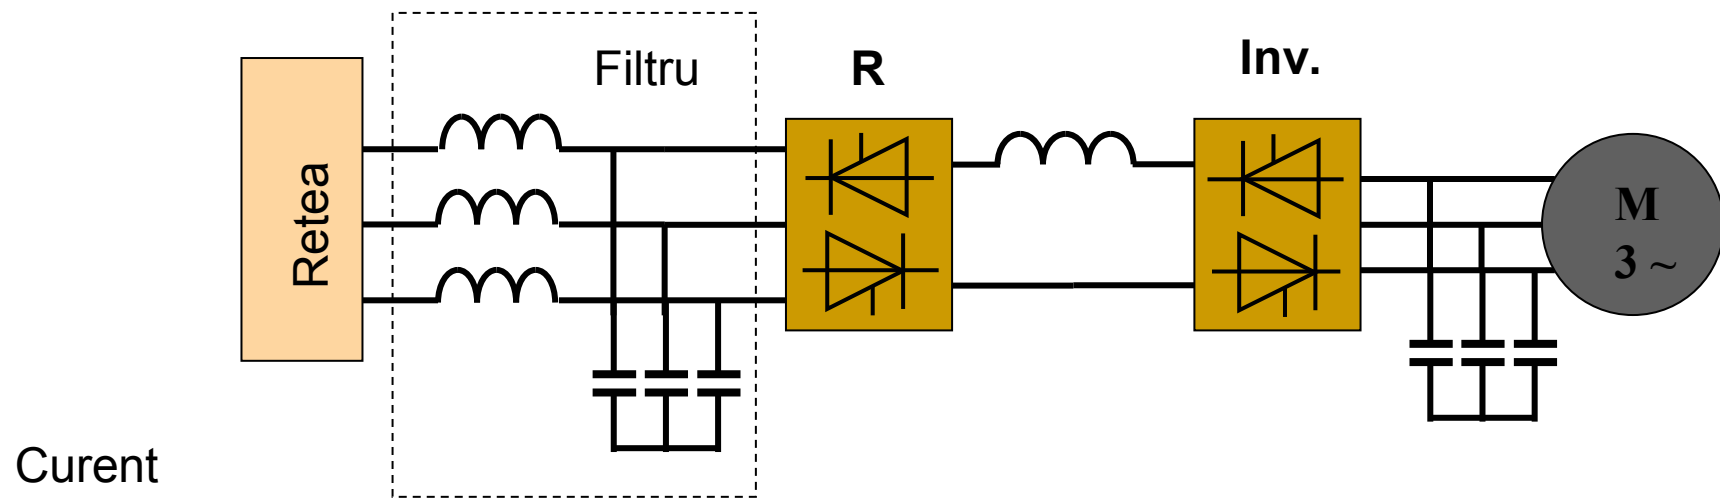 Filtru
R
Inv.
Retea
M
3 ~
Curent